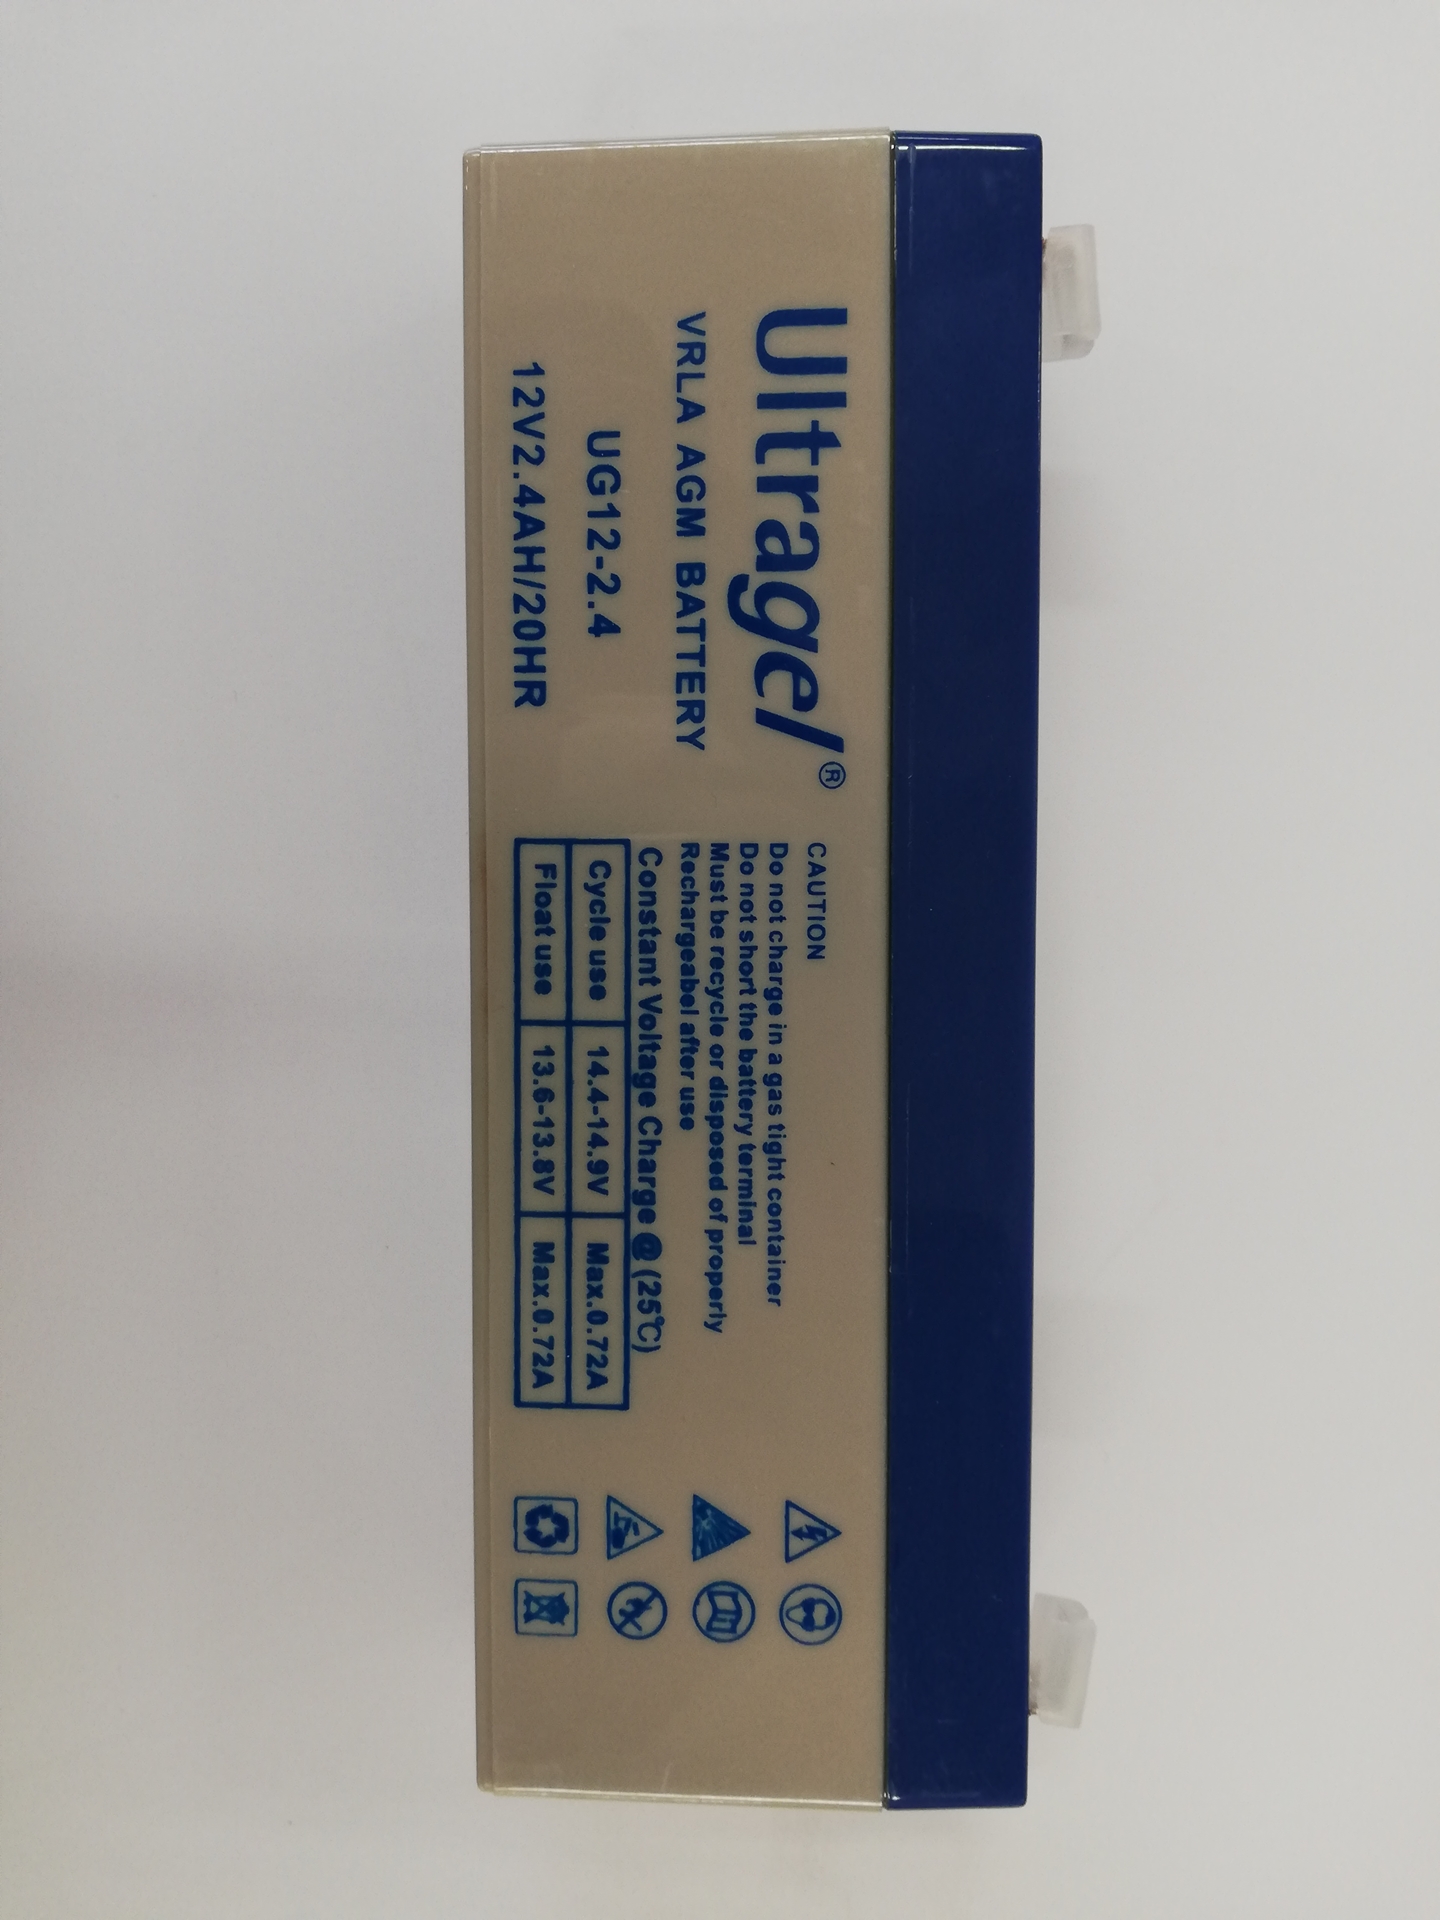 Ultragel®
VRLA AGM BATTERY
UG12-2.4
12V2.4AH/20HR
CAUTION
Do not charge in a gas tight container
Do not short the battery terminal
Must be recycle or disposed of properly
Rechargeabel after use
Constant Voltage Charge @ (25℃)
Cycle use 14.4-14.9V Max.0.72A
Float use 13.6-13.8V Max.0.72A